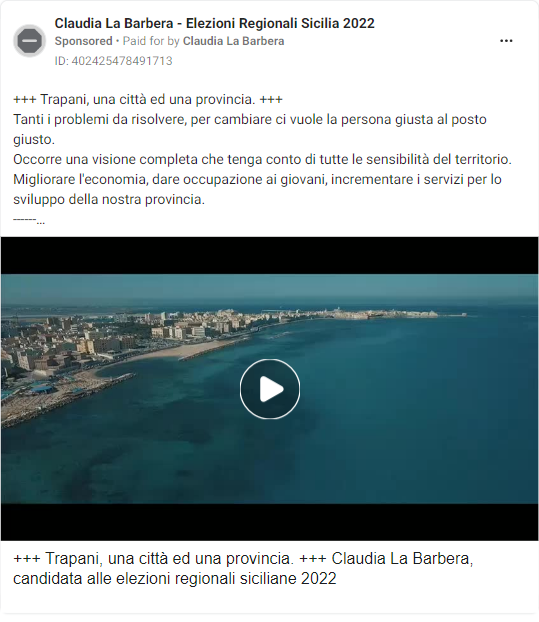 Claudia La Barbera - Elezioni Regionali Sicilia 2022
Sponsored • Paid for by Claudia La Barbera
ID: 402425478491713
+++ Trapani, una città ed una provincia. +++
Tanti i problemi da risolvere, per cambiare ci vuole la persona giusta al posto
giusto.
Occorre una visione completa che tenga conto di tutte le sensibilità del territorio.
Migliorare l'economia, dare occupazione ai giovani, incrementare i servizi per lo
sviluppo della nostra provincia.
------...
+++ Trapani, una città ed una provincia. +++ Claudia La Barbera,
candidata alle elezioni regionali siciliane 2022